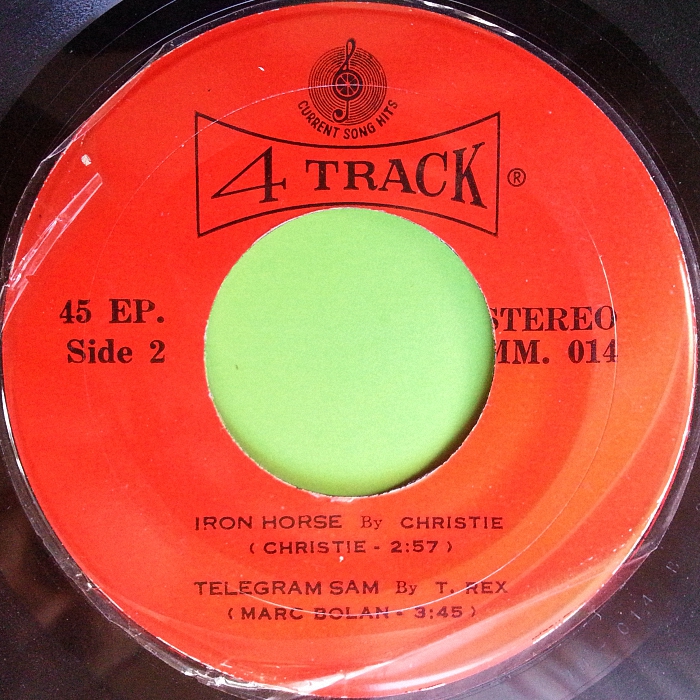 CURRENT SONG HITS
4 TRACK ®
45 EP.
STEREO
Side 2
MM. 014
IRON HORSE By CHRISTIE
( CHRISTIE - 2:57 )
TELEGRAM SAM By T. REX
( MARC BOLAN - 3:45 )
014 B